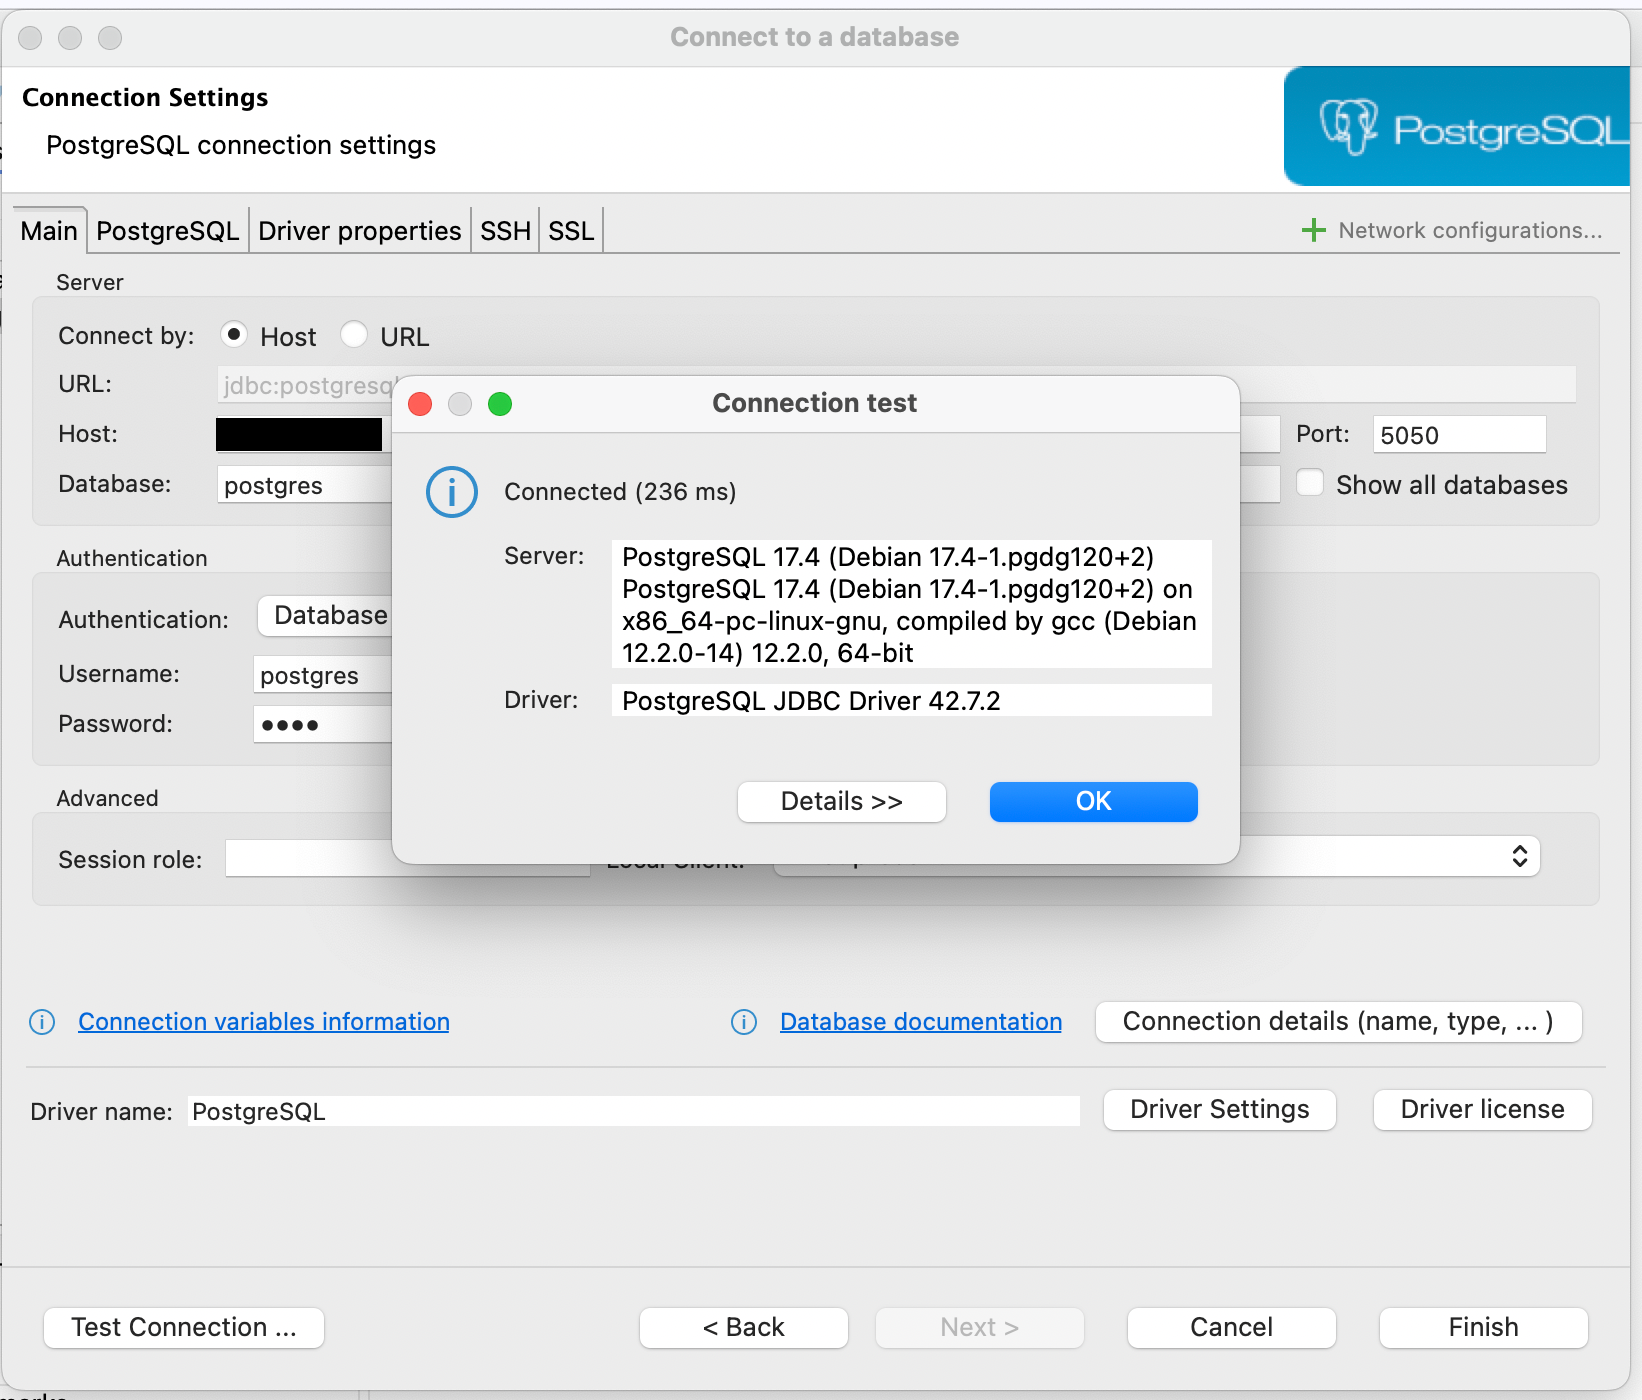 Connect to a database
Connection Settings
PostgreSQL connection settings
PostgreSQL
Main PostgreSQL Driver properties SSH SSL Network configurations...
Server
Connect by: Host URL
URL: jdbc:postgresql
Host: Port: 5050
Database: postgres Show all databases
Connection test
Connected (236 ms)
Server: PostgreSQL 17.4 (Debian 17.4-1.pgdg120+2)
PostgreSQL 17.4 (Debian 17.4-1.pgdg120+2) on
x86_64-pc-linux-gnu, compiled by gcc (Debian
12.2.0-14) 12.2.0, 64-bit
Driver: PostgreSQL JDBC Driver 42.7.2
Details >> OK
Authentication
Authentication: Database
Username: postgres
Password: ••••
Advanced
Session role: Local Client:
Connection variables information Database documentation Connection details (name, type, ... )
Driver name: PostgreSQL Driver Settings Driver license
Test Connection ... < Back Next > Cancel Finish